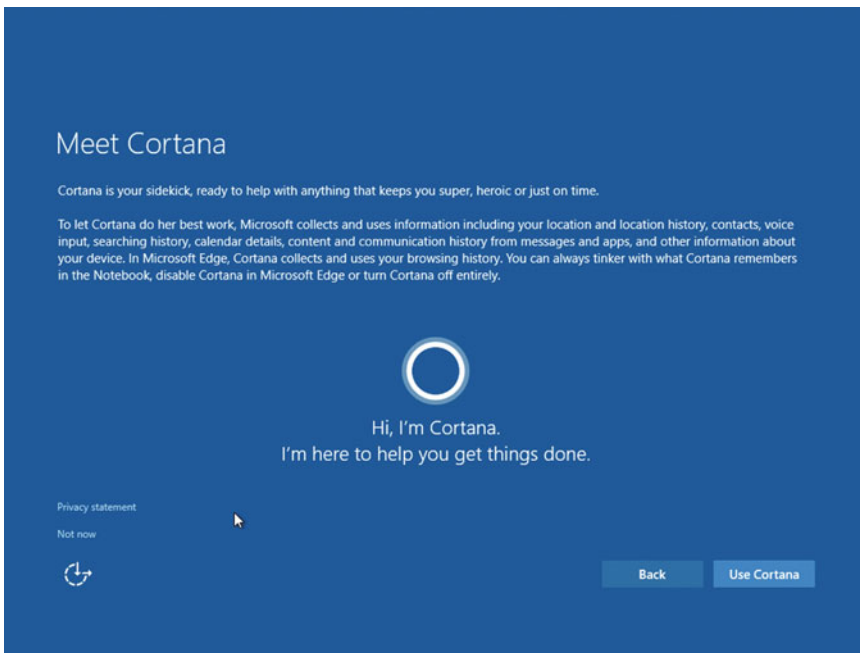 Meet Cortana
Cortana is your sidekick, ready to help with anything that keeps you super, heroic or just on time.
To let Cortana do her best work, Microsoft collects and uses information including your location and location history, contacts, voice
input, searching history, calendar details, content and communication history from messages and apps, and other information about
your device. In Microsoft Edge, Cortana collects and uses your browsing history. You can always tinker with what Cortana remembers
in the Notebook, disable Cortana in Microsoft Edge or turn Cortana off entirely.
Hi, I'm Cortana.
I'm here to help you get things done.
Privacy statement
Not now
Back
Use Cortana